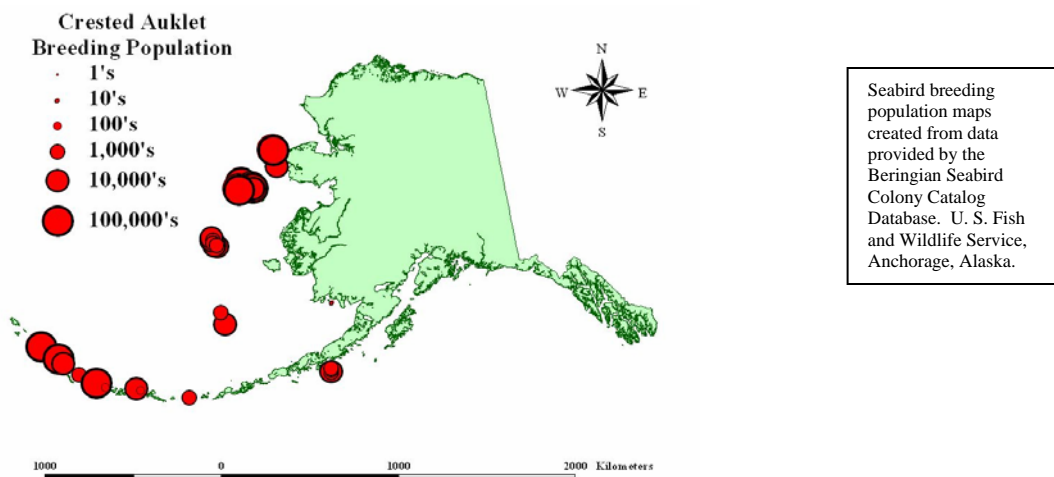 Crested Auklet
Breeding Population
1's
10's
100's
1,000's
10,000's
100,000's
N
W E
S
Seabird breeding
population maps
created from data
provided by the
Beringian Seabird
Colony Catalog
Database. U. S. Fish
and Wildlife Service,
Anchorage, Alaska.
1000 0 1000 2000 Kilometers